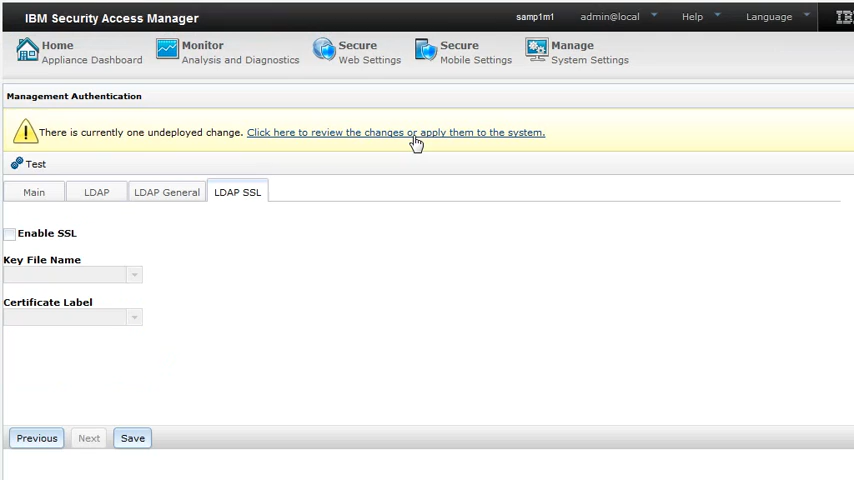 IBM Security Access Manager
samp1m1
admin@local
Help
Language
IB
Home
Appliance Dashboard
Monitor
Analysis and Diagnostics
Secure
Web Settings
Secure
Mobile Settings
Manage
System Settings
Management Authentication
There is currently one undeployed change. Click here to review the changes or apply them to the system.
Test
Main
LDAP
LDAP General
LDAP SSL
Enable SSL
Key File Name
Certificate Label
Previous
Next
Save